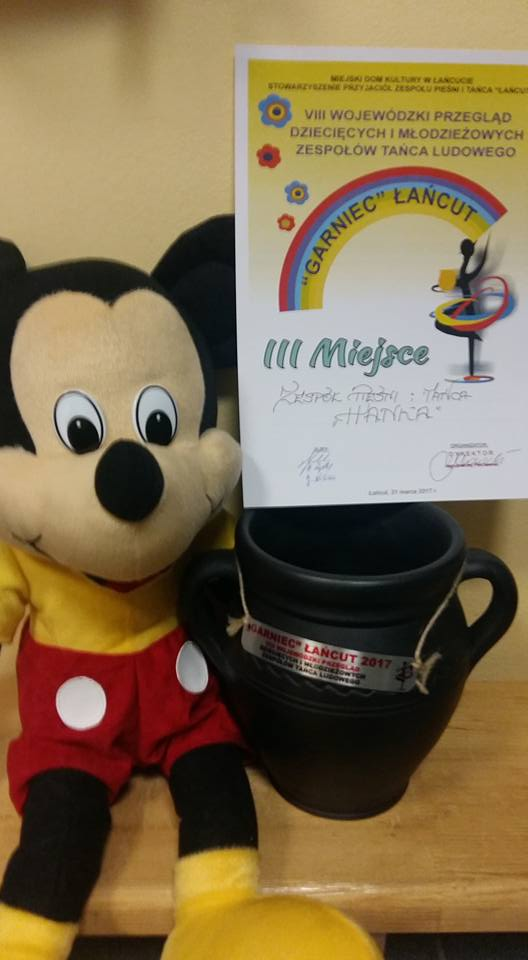 MIEJSKI DOM KULTURY W ŁAŃCUCIE
STOWARZYSZENIE PRZYJACIÓŁ ZESPOŁU PIEŚNI I TAŃCA "ŁAŃCUT
VIII WOJEWÓDZKI PRZEGLĄD
DZIECIĘCYCH I MŁODZIEŻOWYCH
ZESPOŁÓW TAŃCA LUDOWEGO
"GARNIEC" ŁAŃCUT
III Miejsce
ZESPÓŁ PIEŚNI i TAŃCA
"HANKA"
JURY
ORGANIZATOR
DYREKTOR
Łańcut, 31 marca 2017 r.
"GARNIEC" ŁAŃCUT 2017
VIII WOJEWÓDZKI PRZEGLĄD
DZIECIĘCYCH I MŁODZIEŻOWYCH
ZESPOŁÓW TAŃCA LUDOWEGO